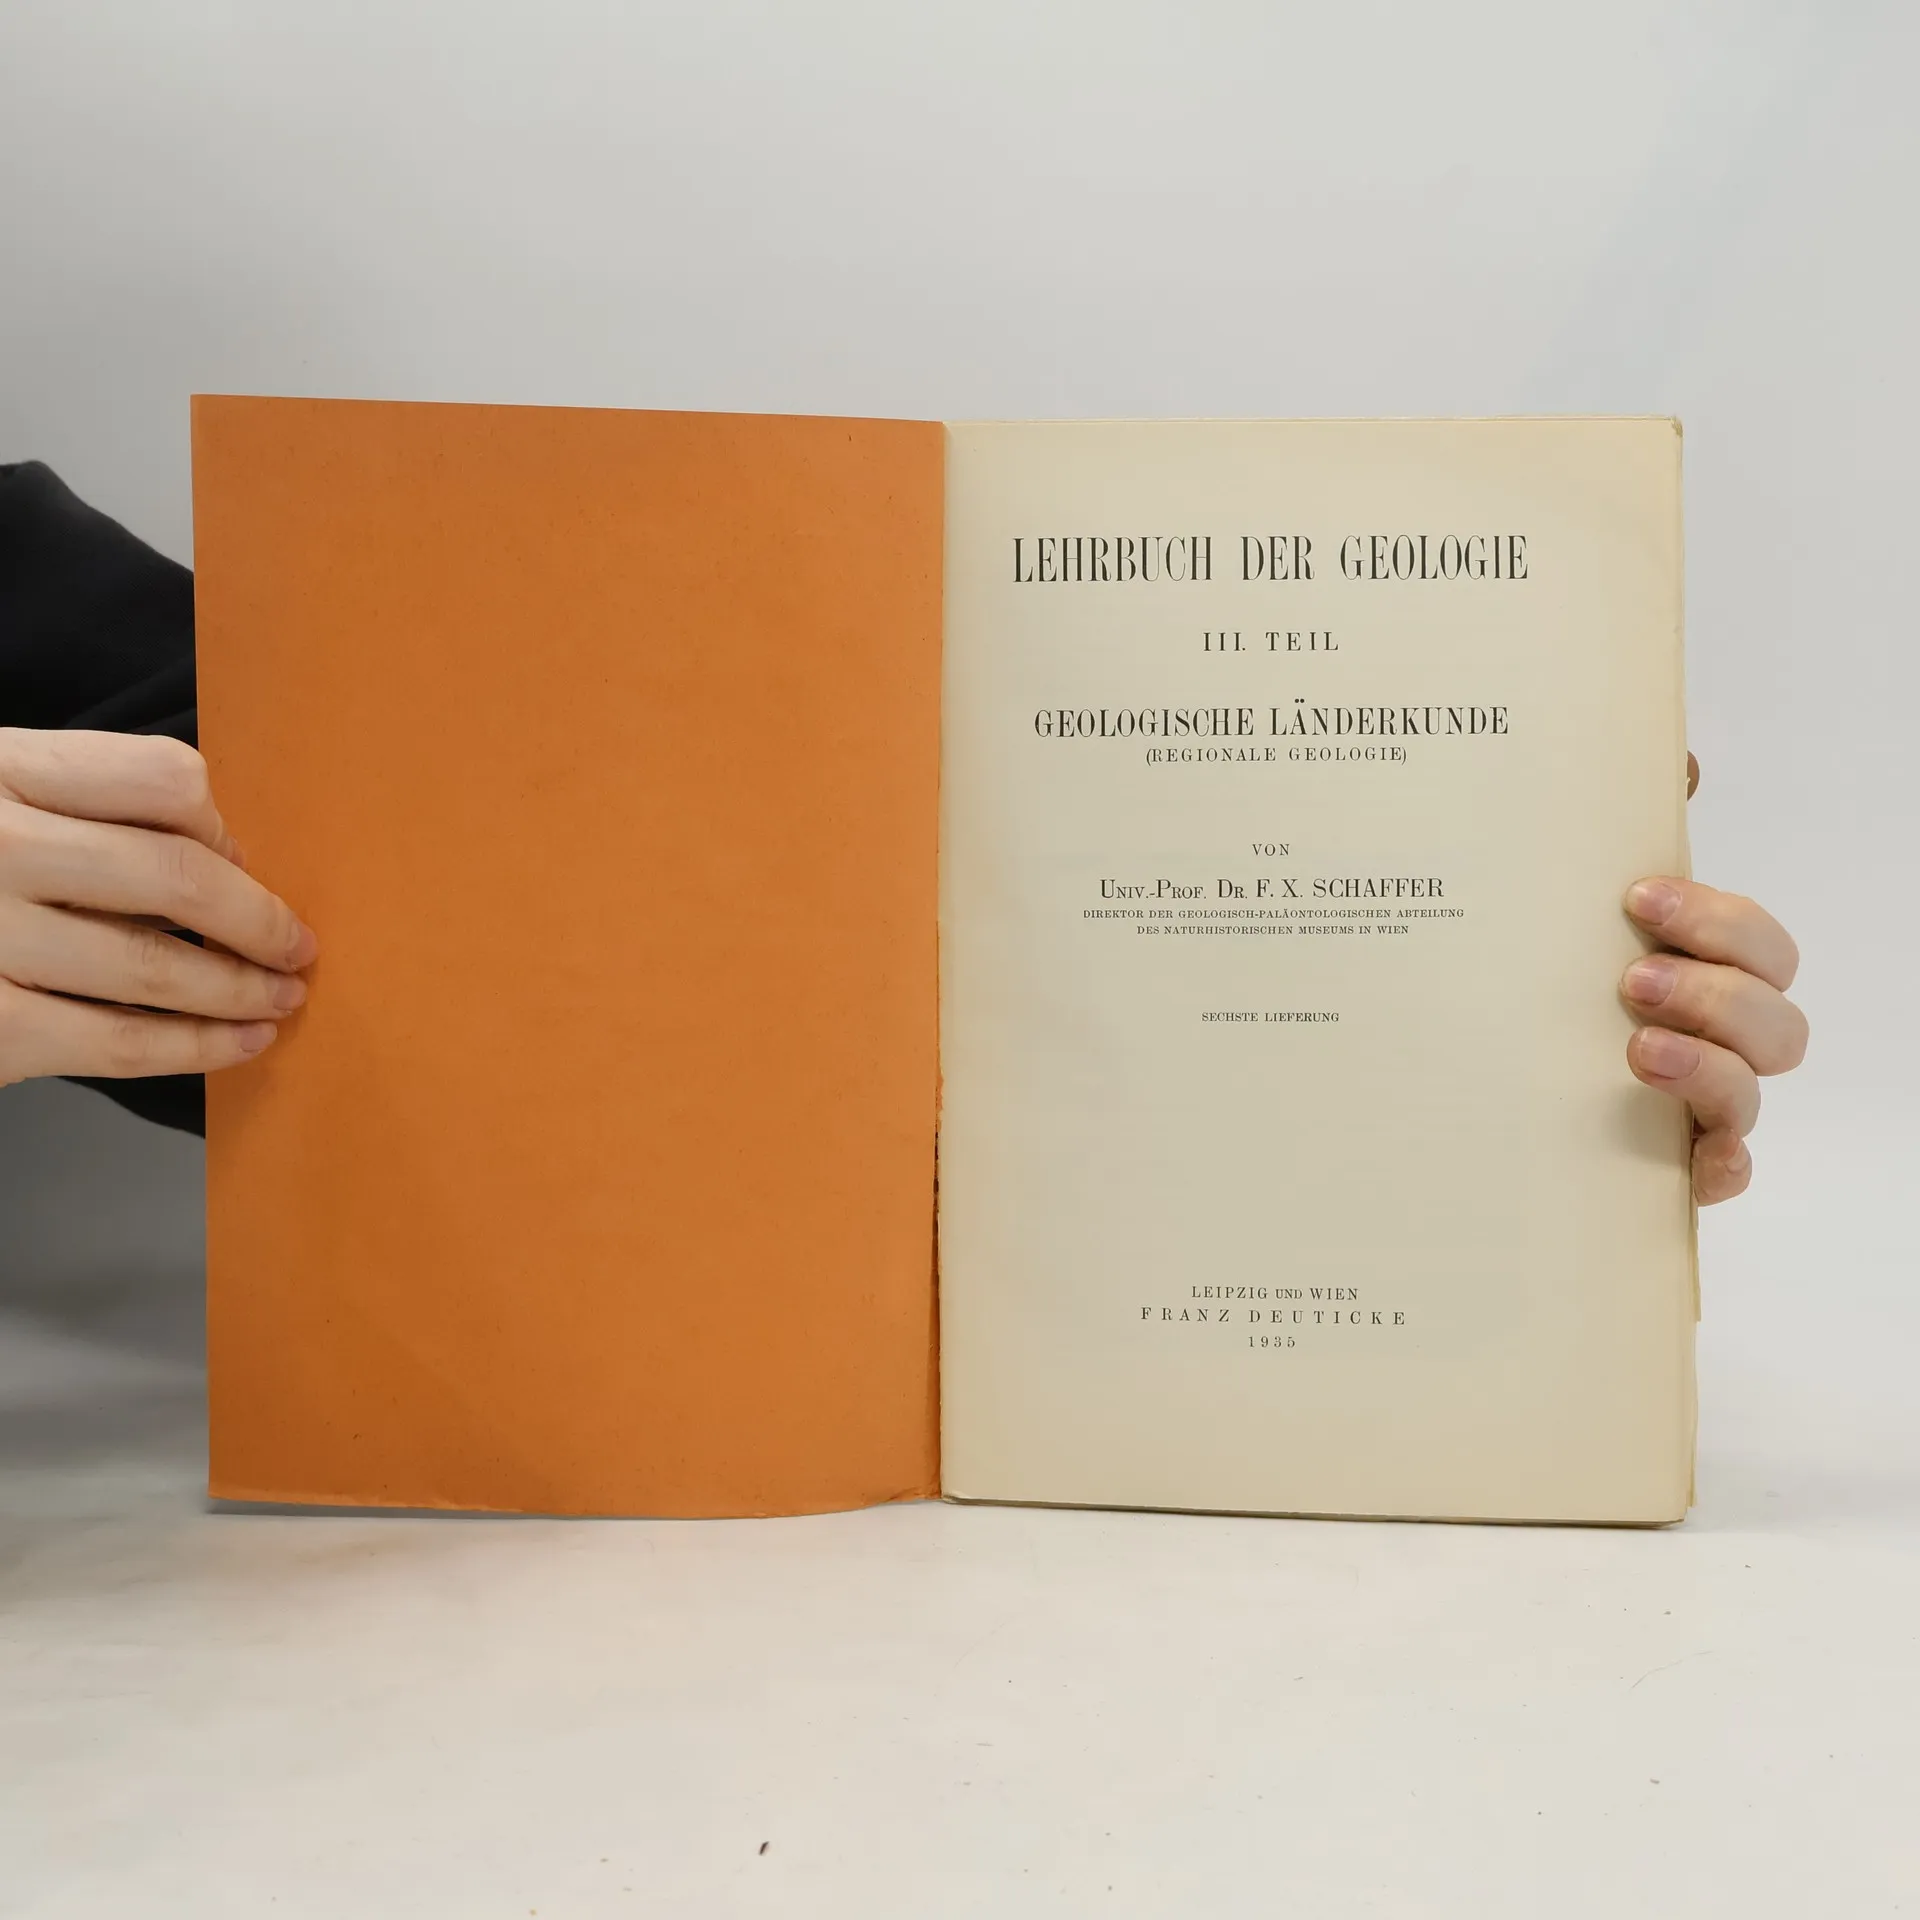 LEHRBUCH DER GEOLOGIE
III. TEIL
GEOLOGISCHE LÄNDERKUNDE
(REGIONALE GEOLOGIE)
VON
UNIV.-PROF. DR. F. X. SCHAFFER
DIREKTOR DER GEOLOGISCH-PALÄONTOLOGISCHEN ABTEILUNG
DES NATURHISTORISCHEN MUSEUMS IN WIEN
SECHSTE LIEFERUNG
LEIPZIG UND WIEN
FRANZ DEUTICKE
1935